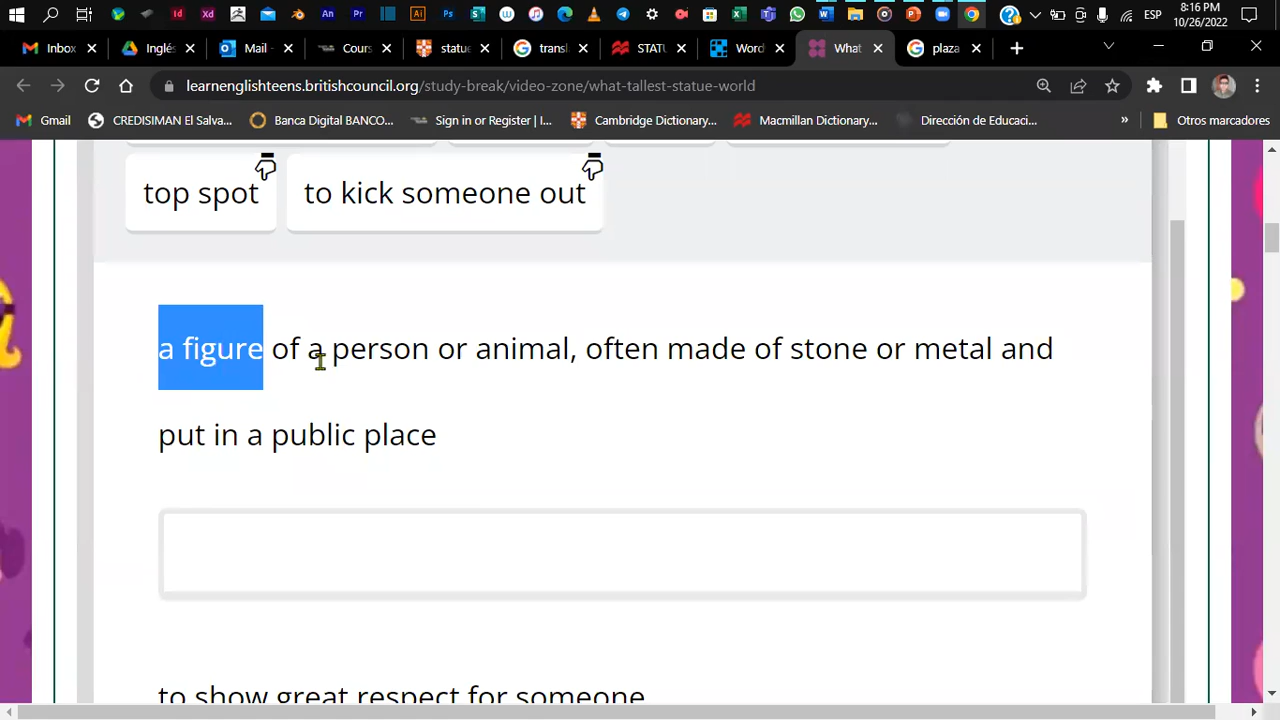 8:16 PM
ESP
10/26/2022
Inbox
Inglés
Mail -
Cours
statue
transl
STATU
Word
What
plaza
learnenglishteens.britishcouncil.org/study-break/video-zone/what-tallest-statue-world
Gmail
CREDISIMAN El Salva...
Banca Digital BANCO...
Sign in or Register | I...
Cambridge Dictionary...
Macmillan Dictionary...
Dirección de Educaci...
»
Otros marcadores
top spot
to kick someone out
a figure of a person or animal, often made of stone or metal and
put in a public place
to show great respect for someone